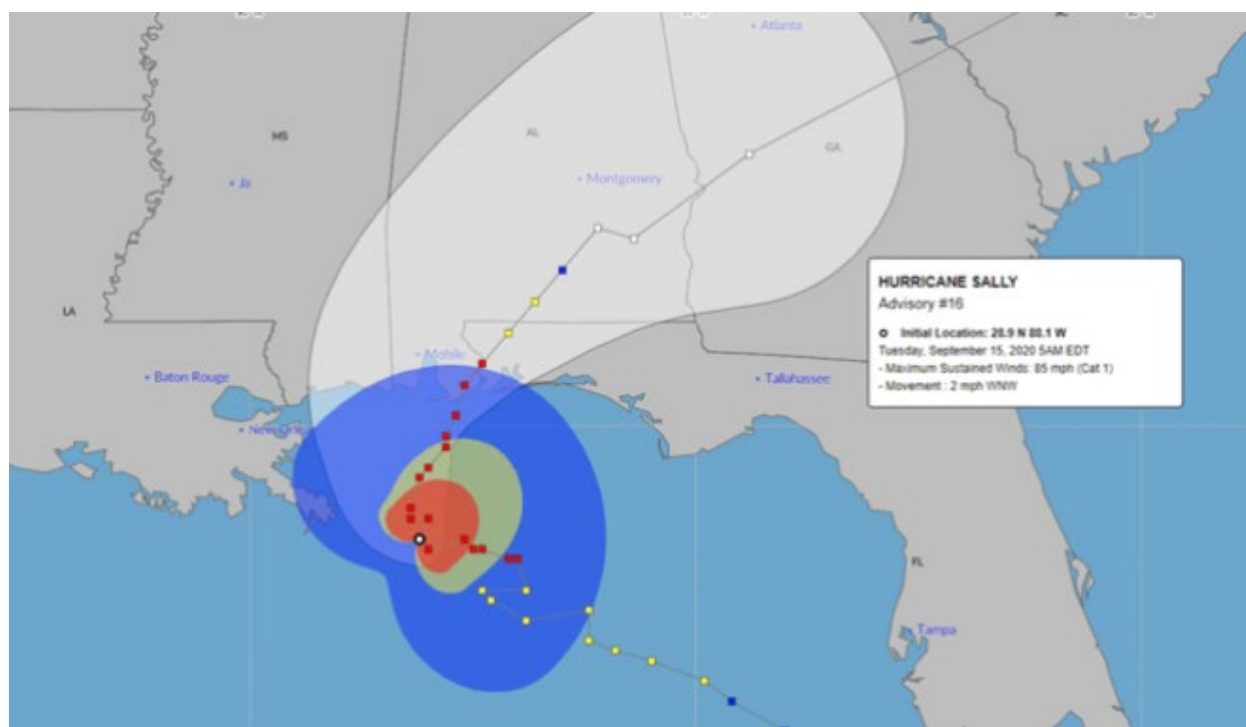 Atlanta
MS
AL
GA
Montgomery
HURRICANE SALLY
Advisory #16
Initial Location: 28.9 N 88.1 W
Tuesday, September 15, 2020 5AM EDT
- Maximum Sustained Winds: 85 mph (Cat 1)
- Movement : 2 mph WNW
LA
Mobile
Baton Rouge
Tallahassee
New Orle
FL
Tampa